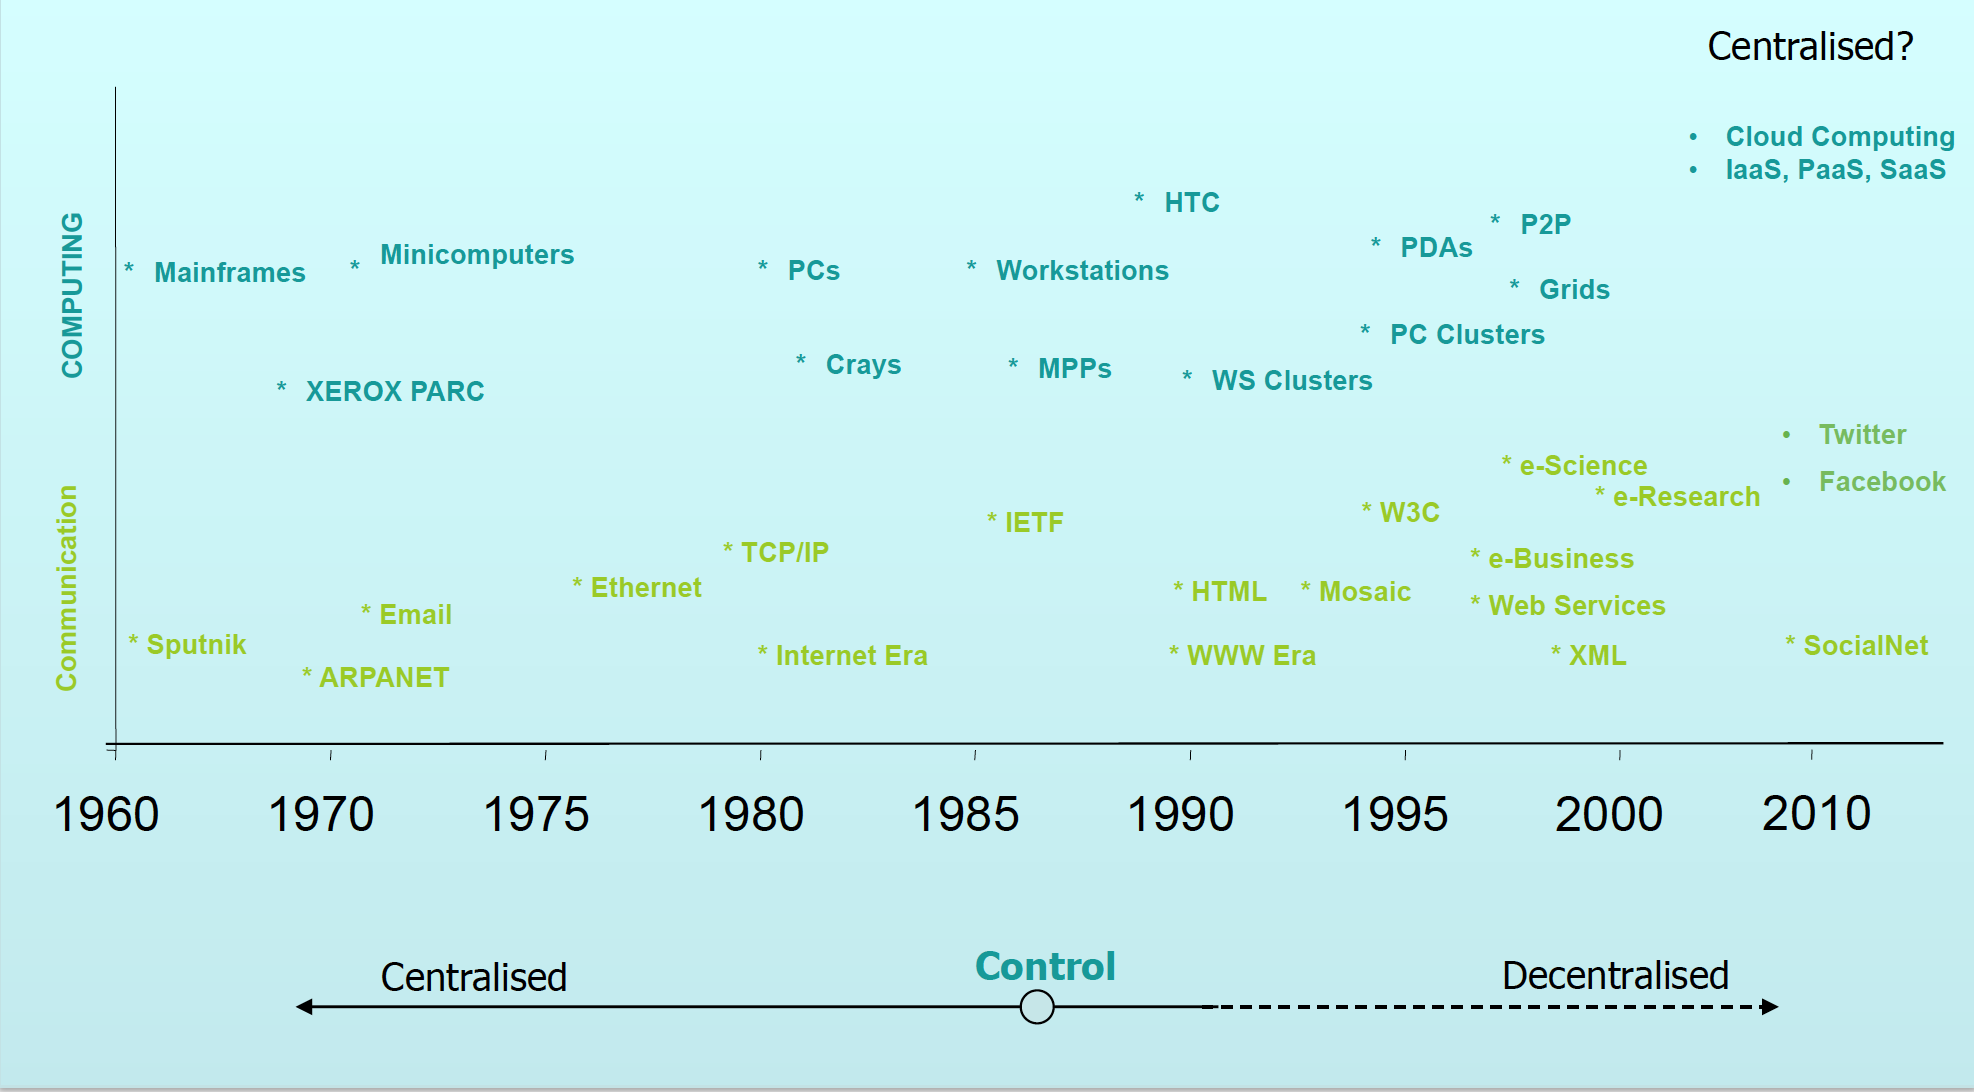 Centralised?
• Cloud Computing
• IaaS, PaaS, SaaS
COMPUTING
* HTC
* P2P
* PDAs
* Minicomputers
* Mainframes
* PCs
* Workstations
* Grids
* PC Clusters
* Crays
* MPPs
* WS Clusters
* XEROX PARC
Communication
• Twitter
* e-Science
• Facebook
* e-Research
* W3C
* IETF
* TCP/IP
* e-Business
* Ethernet
* HTML
* Mosaic
* Web Services
* Email
* Sputnik
* Internet Era
* WWW Era
* XML
* SocialNet
* ARPANET
1960 1970 1975 1980 1985 1990 1995 2000 2010
Control
Centralised
Decentralised